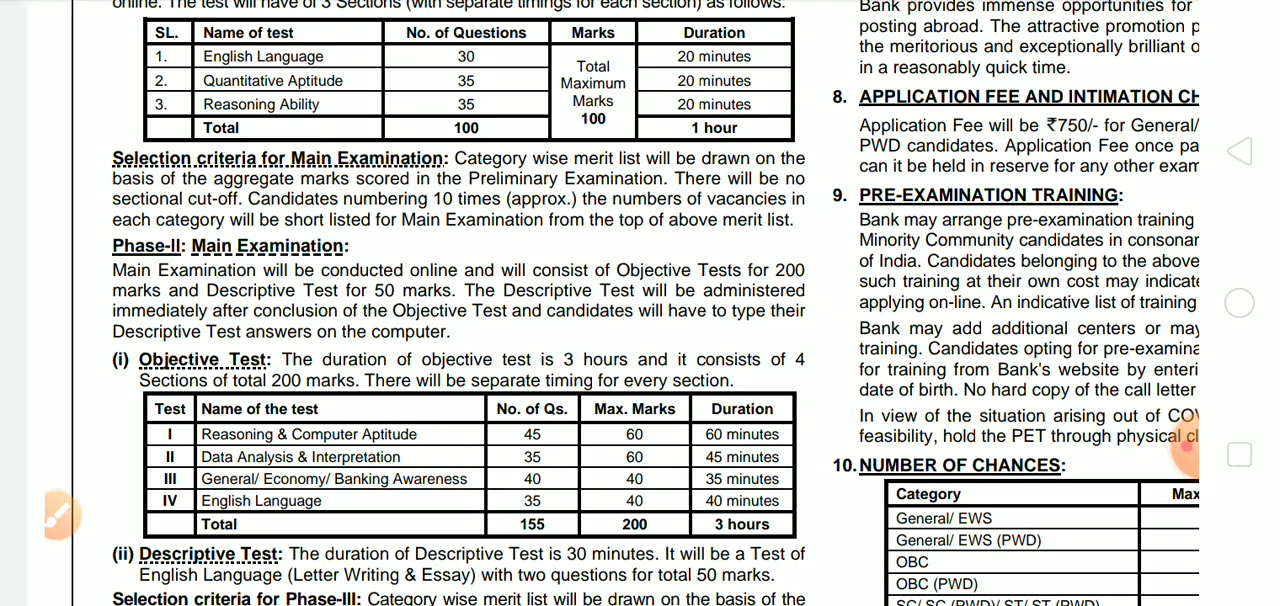 online. The test will have of 3 Sections (with separate timings for each section) as follows:
SL. Name of test No. of Questions Marks Duration
1. English Language 30 Total Maximum Marks 100 20 minutes
2. Quantitative Aptitude 35 20 minutes
3. Reasoning Ability 35 20 minutes
Total 100 1 hour
Selection criteria for Main Examination: Category wise merit list will be drawn on the
basis of the aggregate marks scored in the Preliminary Examination. There will be no
sectional cut-off. Candidates numbering 10 times (approx.) the numbers of vacancies in
each category will be short listed for Main Examination from the top of above merit list.
Phase-II: Main Examination:
Main Examination will be conducted online and will consist of Objective Tests for 200
marks and Descriptive Test for 50 marks. The Descriptive Test will be administered
immediately after conclusion of the Objective Test and candidates will have to type their
Descriptive Test answers on the computer.
(i) Objective Test: The duration of objective test is 3 hours and it consists of 4
Sections of total 200 marks. There will be separate timing for every section.
Test Name of the test No. of Qs. Max. Marks Duration
I Reasoning & Computer Aptitude 45 60 60 minutes
II Data Analysis & Interpretation 35 60 45 minutes
III General/ Economy/ Banking Awareness 40 40 35 minutes
IV English Language 35 40 40 minutes
Total 155 200 3 hours
(ii) Descriptive Test: The duration of Descriptive Test is 30 minutes. It will be a Test of
English Language (Letter Writing & Essay) with two questions for total 50 marks.
Selection criteria for Phase-III: Category wise merit list will be drawn on the basis of the
Bank provides immense opportunities for
posting abroad. The attractive promotion p
the meritorious and exceptionally brilliant o
in a reasonably quick time.
8. APPLICATION FEE AND INTIMATION CH
Application Fee will be ₹750/- for General/
PWD candidates. Application Fee once pa
can it be held in reserve for any other exam
9. PRE-EXAMINATION TRAINING:
Bank may arrange pre-examination training
Minority Community candidates in consonan
of India. Candidates belonging to the above
such training at their own cost may indicate
applying on-line. An indicative list of training
Bank may add additional centers or may
training. Candidates opting for pre-examina
for training from Bank's website by enteri
date of birth. No hard copy of the call letter
In view of the situation arising out of COV
feasibility, hold the PET through physical cl
10. NUMBER OF CHANCES:
Category Max
General/ EWS
General/ EWS (PWD)
OBC
OBC (PWD)
SC/ SC (PWD)/ ST/ ST (PWD)